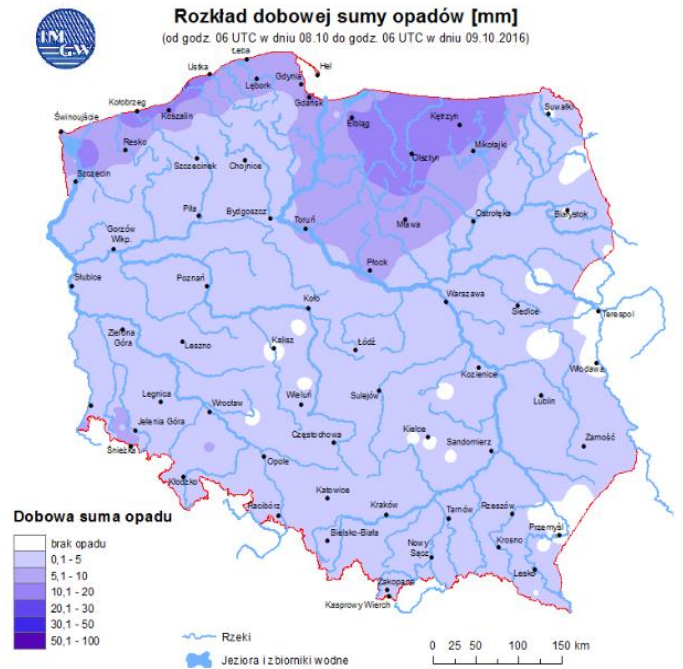 IM
GW
Rozkład dobowej sumy opadów [mm]
(od godz. 06 UTC w dniu 08.10 do godz. 06 UTC w dniu 09.10.2016)
Łeba
Ustka
Hel
Gdynia
Lębork
Kołobrzeg
Gdańsk
Koszalin
Suwałki
Świnoujście
Elbląg
Kętrzyn
Resko
Mikołajki
Olsztyn
Szczecinek
Chojnice
Szczecin
Piła
Bydgoszcz
Toruń
Mława
Ostrołęka
Białystok
Gorzów
Wlkp.
Płock
Słubice
Poznań
Koło
Warszawa
Siedlce
Terespol
Zielona
Góra
Leszno
Kalisz
Łódź
Włodawa
Kozienice
Legnica
Wrocław
Wieluń
Sulejów
Lublin
Jelenia Góra
Częstochowa
Kielce
Sandomierz
Zamość
Śnieżka
Opole
Kłodzko
Katowice
Racibórz
Kraków
Tarnów
Rzeszów
Przemyśl
Bielsko-Biała
Nowy
Sącz
Krosno
Lesko
Zakopane
Kasprowy Wierch
Dobowa suma opadu
brak opadu
0,1 - 5
5,1 - 10
10,1 - 20
20,1 - 30
30,1 - 50
50,1 - 100
Rzeki
Jeziora i zbiorniki wodne
0 25 50 100 150 km